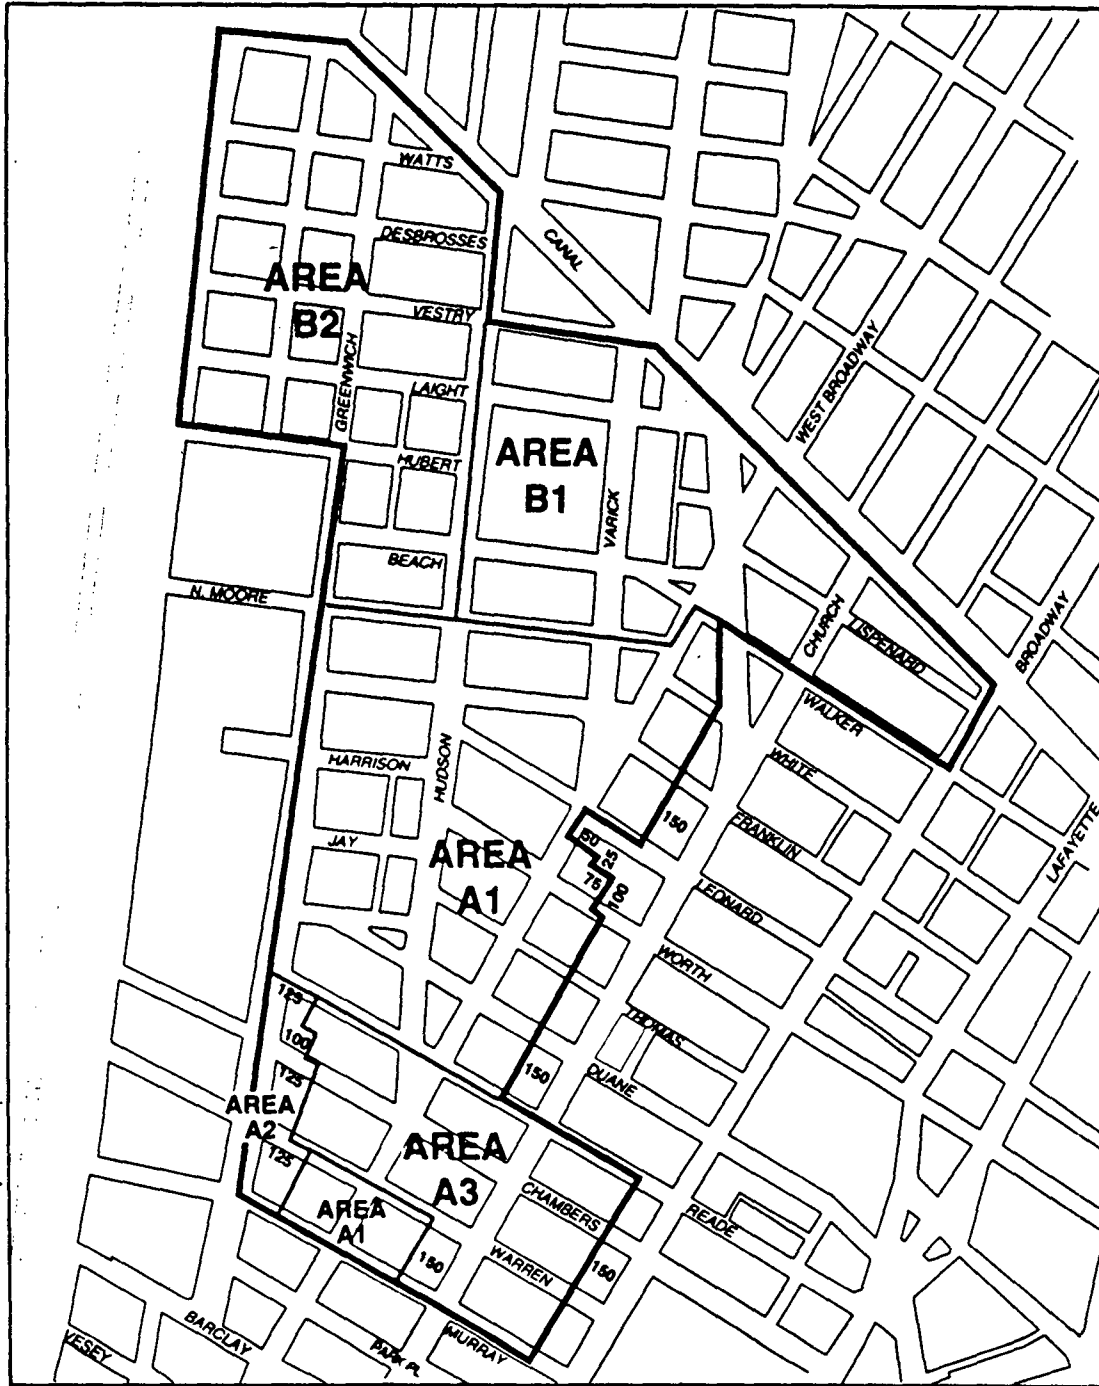 WATTS
DESBROSSES
CANAL
AREA
B2
VESTRY
GREENWICH
WEST BROADWAY
LAIGHT
AREA
B1
HUBERT
VARICK
BEACH
N. MOORE
CHURCH
LISPENARD
BROADWAY
WALKER
HARRISON
HUDSON
WHITE
150
FRANKLIN
LAFAYETTE
JAY
50
25
75
100
AREA
A1
LEONARD
WORTH
125
100
THOMAS
125
150
DUANE
AREA
A2
125
AREA
A3
CHAMBERS
READE
AREA
A1
150
WARREN
150
BARCLAY
MURRAY
PARK PL.
VESEY